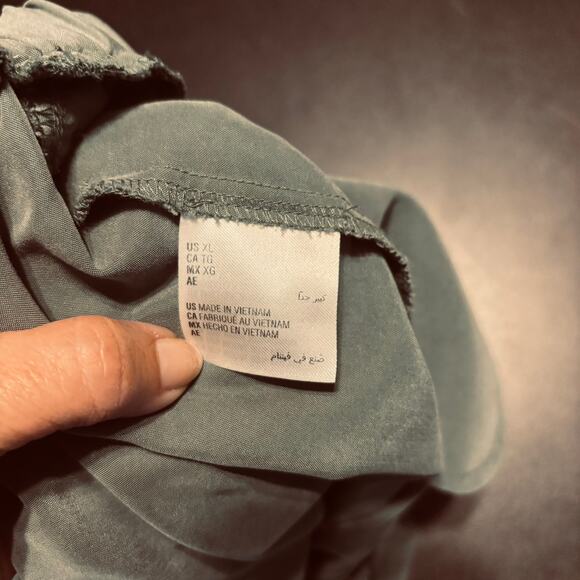 US XL
CA TG
MX XG
AE
كبير جدًا
US MADE IN VIETNAM
CA FABRIQUÉ AU VIETNAM
MX HECHO EN VIETNAM
AE
صنع في فيتنام